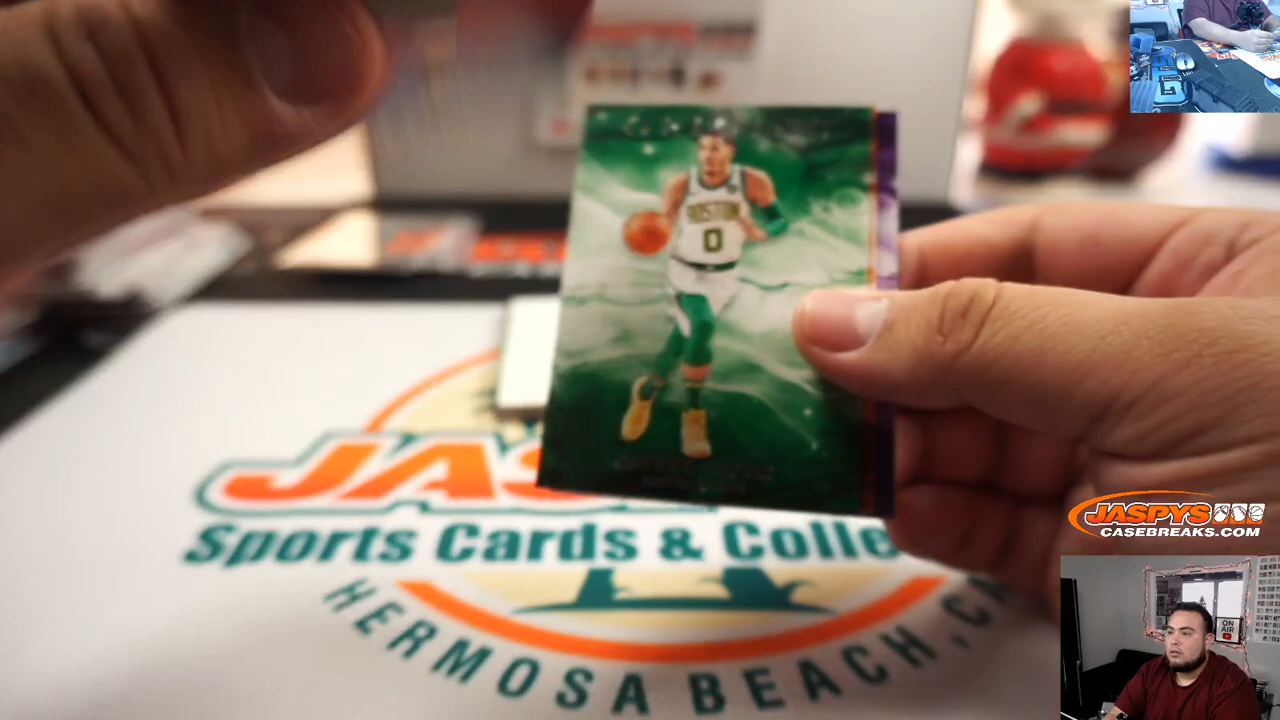 BOSTON
0
JAS
Sports Cards & Colle
HERMOSA BEACH, CA
JASPYS
CASEBREAKS.COM
ON
AIR